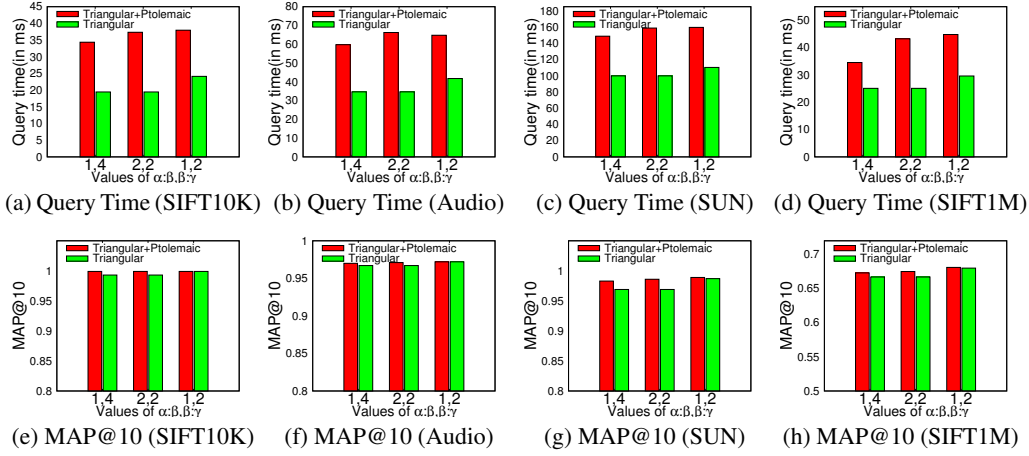 Query time(in ms)
45
40
35
30
25
20
15
10
5
0
Triangular+Ptolemaic
Triangular
1,4 2,2 1,2
Values of α:β,β:γ
(a) Query Time (SIFT10K)
Query time(in ms)
80
70
60
50
40
30
20
10
0
Triangular+Ptolemaic
Triangular
1,4 2,2 1,2
Values of α:β,β:γ
(b) Query Time (Audio)
Query time(in ms)
180
160
140
120
100
80
60
40
20
0
Triangular+Ptolemaic
Triangular
1,4 2,2 1,2
Values of α:β,β:γ
(c) Query Time (SUN)
Query time(in ms)
50
40
30
20
10
0
Triangular+Ptolemaic
Triangular
1,4 2,2 1,2
Values of α:β,β:γ
(d) Query Time (SIFT1M)
MAP@10
1
0.95
0.9
0.85
0.8
Triangular+Ptolemaic
Triangular
1,4 2,2 1,2
Values of α:β,β:γ
(e) MAP@10 (SIFT10K)
MAP@10
1
0.95
0.9
0.85
0.8
Triangular+Ptolemaic
Triangular
1,4 2,2 1,2
Values of α:β,β:γ
(f) MAP@10 (Audio)
MAP@10
1
0.95
0.9
0.85
0.8
Triangular+Ptolemaic
Triangular
1,4 2,2 1,2
Values of α:β,β:γ
(g) MAP@10 (SUN)
MAP@10
0.7
0.65
0.6
0.55
0.5
Triangular+Ptolemaic
Triangular
1,4 2,2 1,2
Values of α:β,β:γ
(h) MAP@10 (SIFT1M)